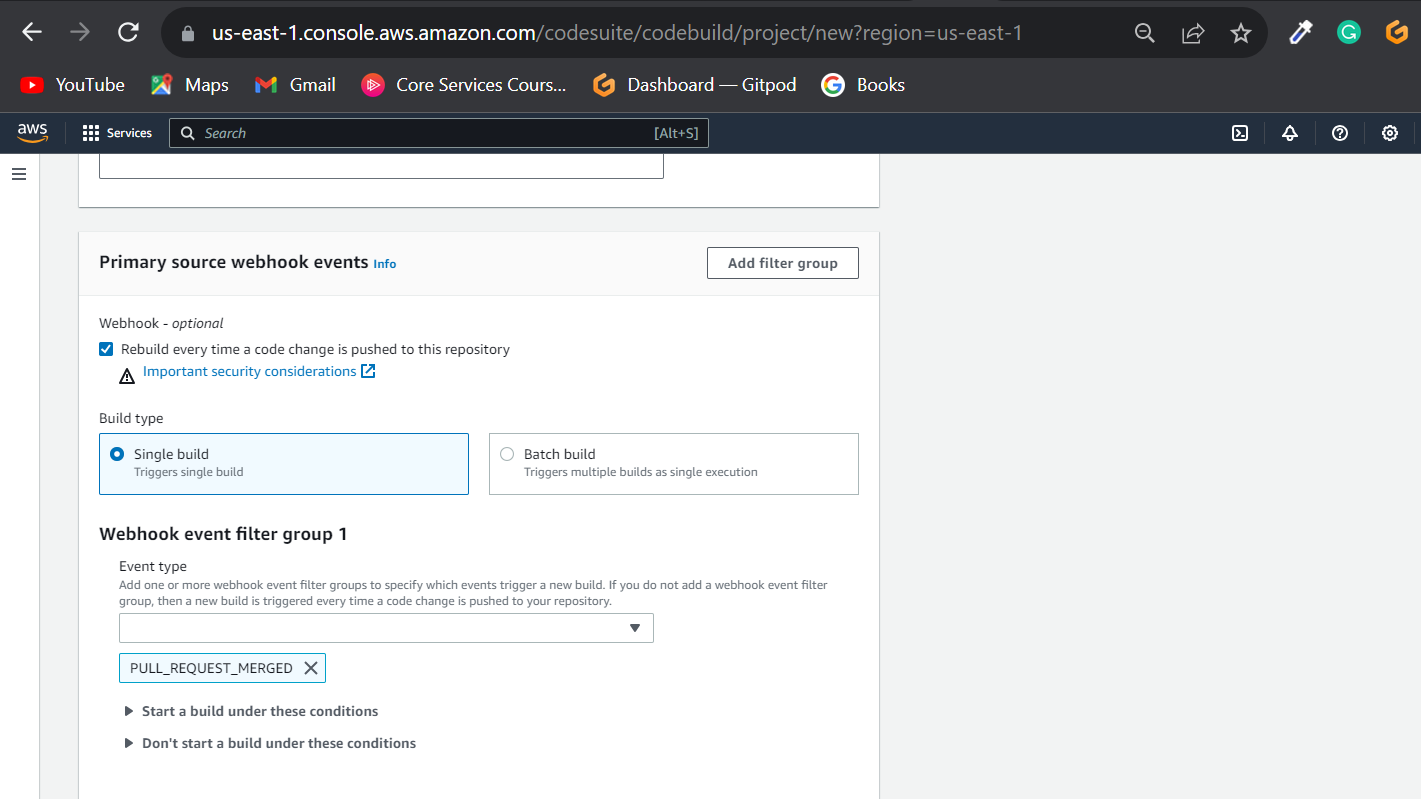 us-east-1.console.aws.amazon.com/codesuite/codebuild/project/new?region=us-east-1
YouTube Maps Gmail Core Services Cours... Dashboard — Gitpod Books
aws Services Search [Alt+S]
Primary source webhook events Info Add filter group
Webhook - optional
Rebuild every time a code change is pushed to this repository
Important security considerations
Build type
Single build
Triggers single build
Batch build
Triggers multiple builds as single execution
Webhook event filter group 1
Event type
Add one or more webhook event filter groups to specify which events trigger a new build. If you do not add a webhook event filter
group, then a new build is triggered every time a code change is pushed to your repository.
PULL_REQUEST_MERGED
Start a build under these conditions
Don't start a build under these conditions